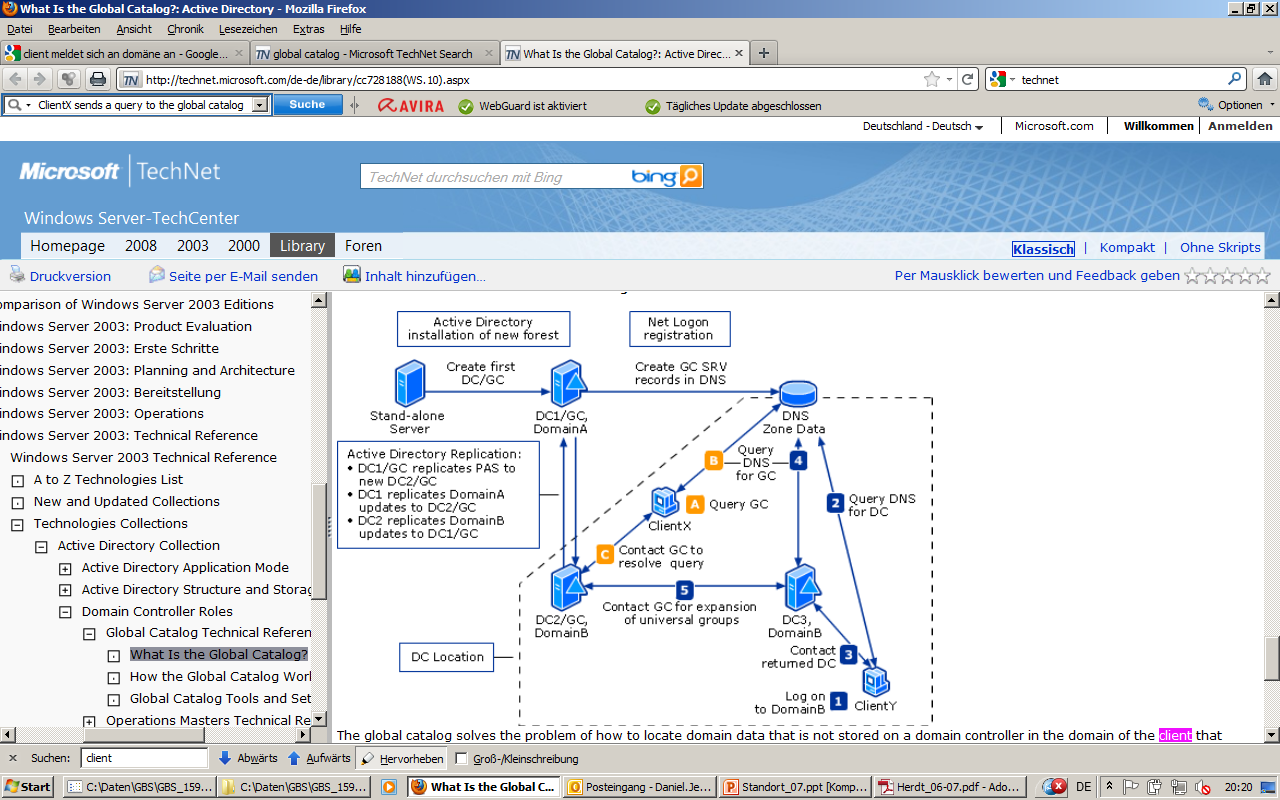 What Is the Global Catalog?: Active Directory - Mozilla Firefox
Datei Bearbeiten Ansicht Chronik Lesezeichen Extras Hilfe
client meldet sich an domäne an - Google...
global catalog - Microsoft TechNet Search
What Is the Global Catalog?: Active Direc...
http://technet.microsoft.com/de-de/library/cc728188(WS.10).aspx
technet
ClientX sends a query to the global catalog
Suche
AVIRA
WebGuard ist aktiviert
Tägliches Update abgeschlossen
Optionen
Deutschland - Deutsch
Microsoft.com
Willkommen
Anmelden
Microsoft TechNet
TechNet durchsuchen mit Bing
bing
Windows Server-TechCenter
Homepage 2008 2003 2000 Library Foren
Klassisch | Kompakt | Ohne Skripts
Druckversion
Seite per E-Mail senden
Inhalt hinzufügen...
Per Mausklick bewerten und Feedback geben
omparison of Windows Server 2003 Editions
indows Server 2003: Product Evaluation
indows Server 2003: Erste Schritte
indows Server 2003: Planning and Architecture
indows Server 2003: Bereitstellung
indows Server 2003: Operations
indows Server 2003: Technical Reference
Windows Server 2003 Technical Reference
A to Z Technologies List
New and Updated Collections
Technologies Collections
Active Directory Collection
Active Directory Application Mode
Active Directory Structure and Storag
Domain Controller Roles
Global Catalog Technical Referen
What Is the Global Catalog?
How the Global Catalog Worl
Global Catalog Tools and Set
Operations Masters Technical Re
Active Directory
installation of new forest
Net Logon
registration
Create first
DC/GC
Create GC SRV
records in DNS
Stand-alone
Server
DC1/GC,
DomainA
DNS
Zone Data
Active Directory Replication:
• DC1/GC replicates PAS to
new DC2/GC
• DC1 replicates DomainA
updates to DC2/GC
• DC2 replicates DomainB
updates to DC1/GC
B
Query
DNS
for GC
4
ClientX
A Query GC
2 Query DNS
for DC
C Contact GC to
resolve query
5
Contact GC for expansion
of universal groups
DC2/GC,
DomainB
DC3,
DomainB
DC Location
Contact
returned DC
3
Log on
to DomainB
1
ClientY
The global catalog solves the problem of how to locate domain data that is not stored on a domain controller in the domain of the client that
Suchen: client
Abwärts
Aufwärts
Hervorheben
Groß-/Kleinschreibung
Start
C:\Daten\GBS\GBS_159...
C:\Daten\GBS\GBS_159...
What Is the Global C...
Posteingang - Daniel.Je...
Standort_07.ppt [Komp...
Herdt_06-07.pdf - Ado...
DE
20:20